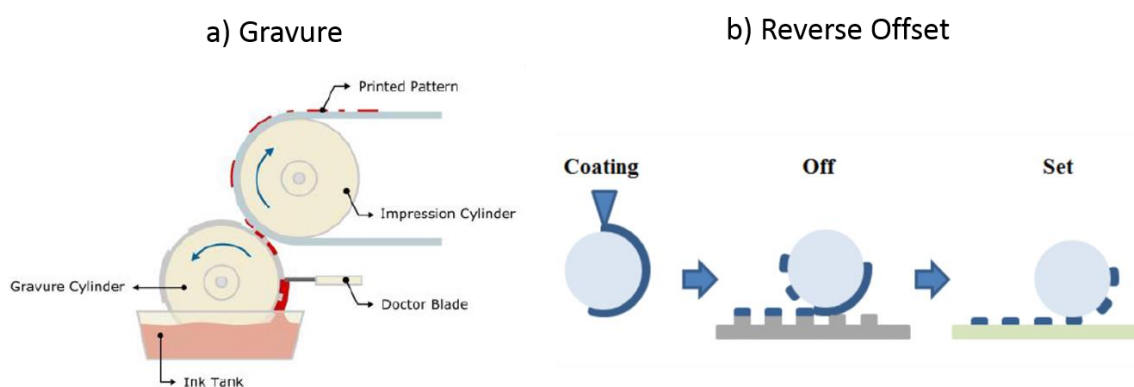 a) Gravure
Printed Pattern
Impression Cylinder
Gravure Cylinder
Doctor Blade
Ink Tank
b) Reverse Offset
Coating
Off
Set